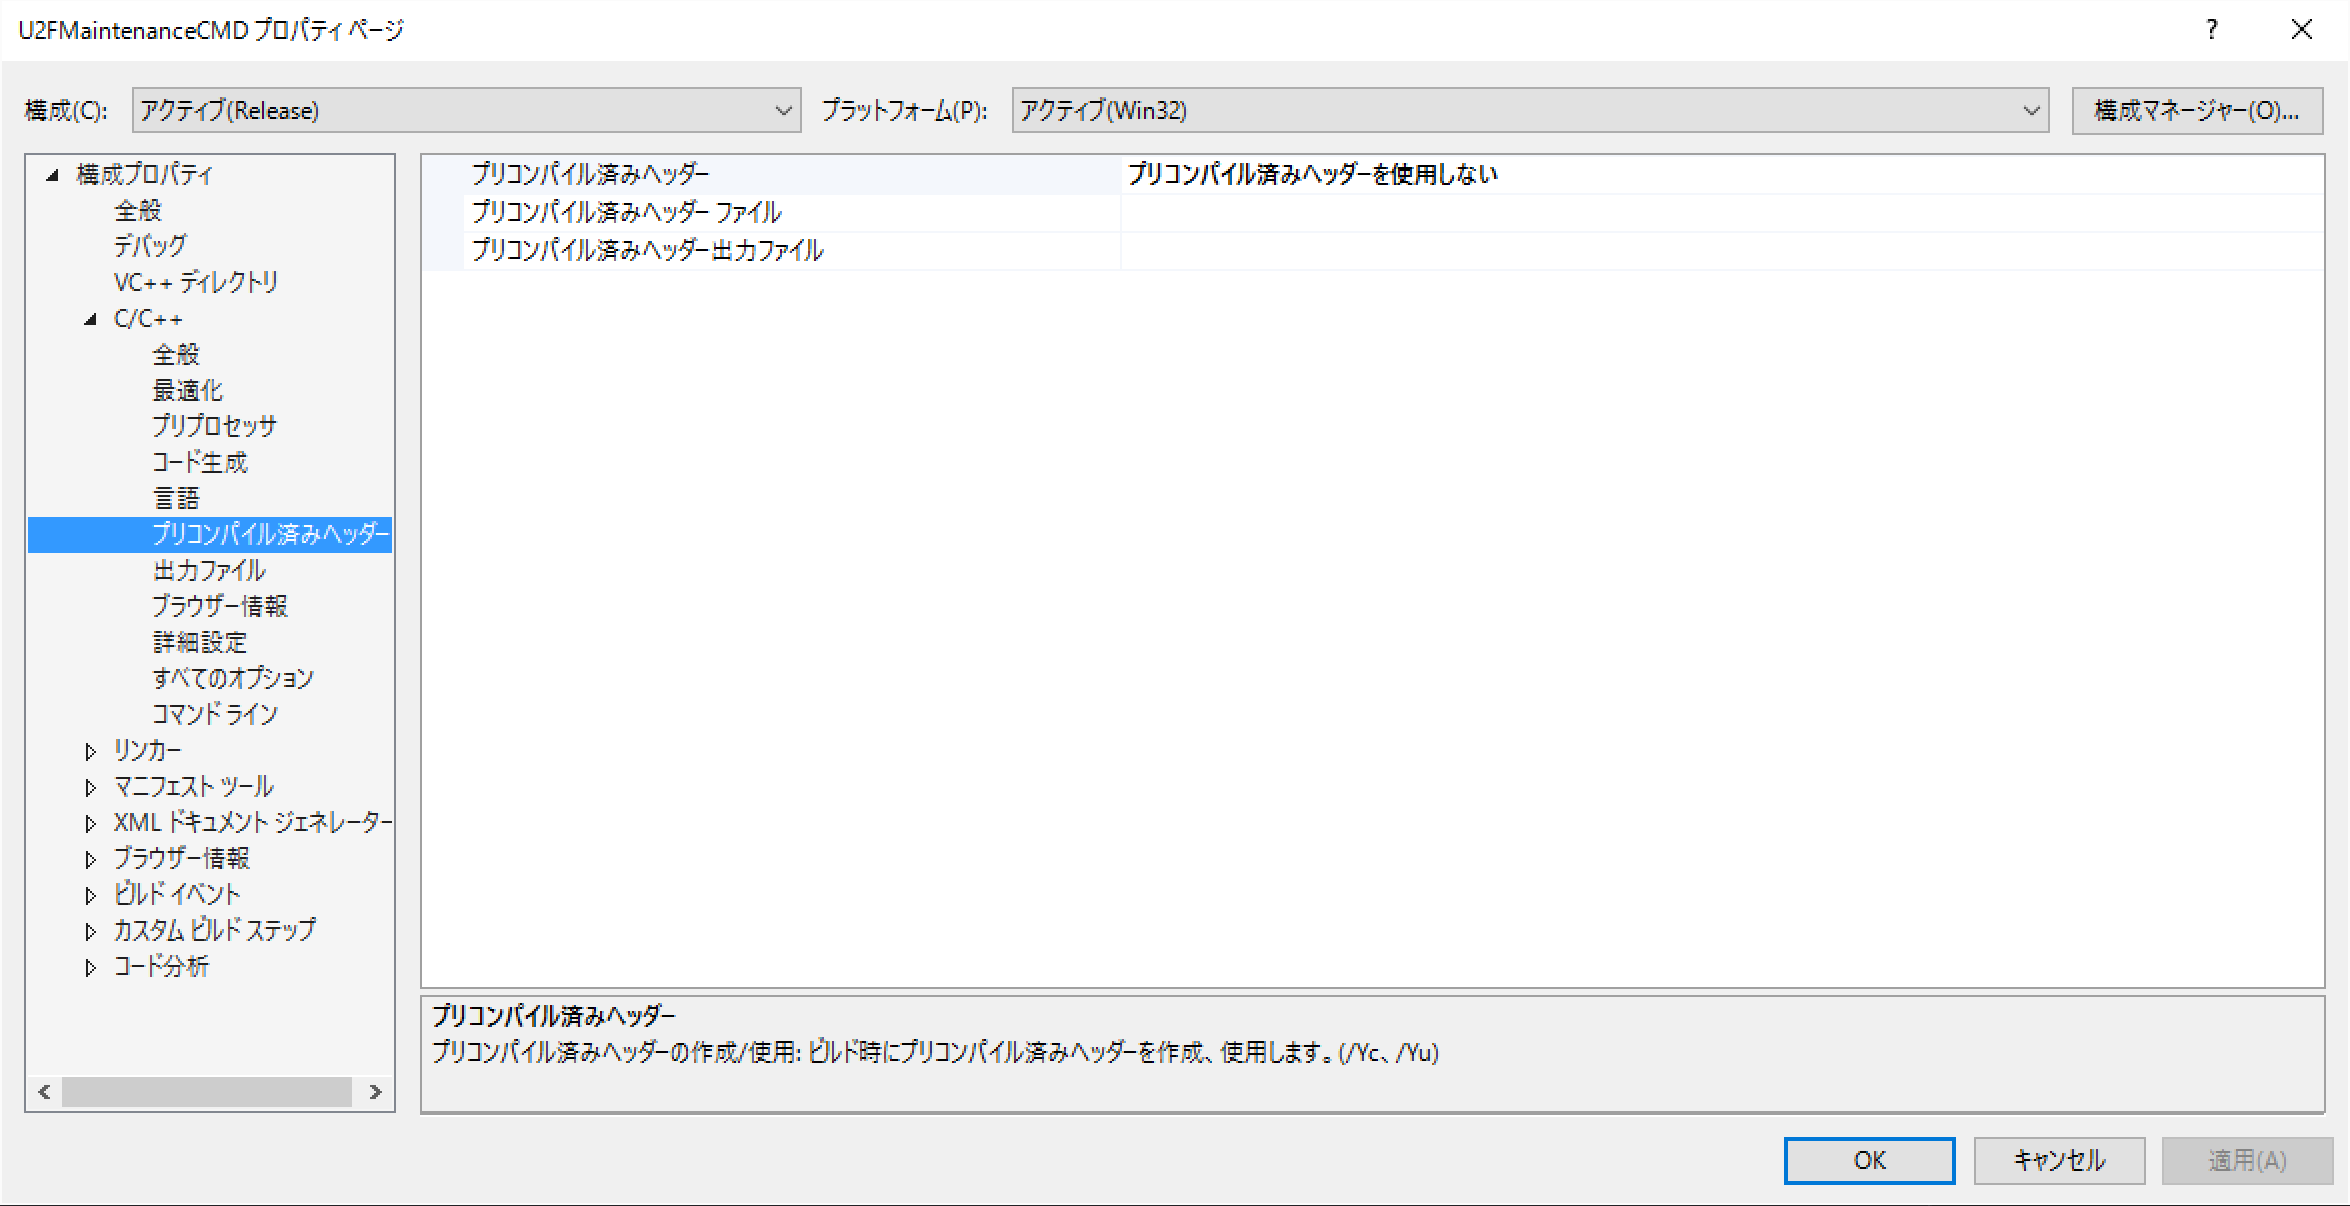 U2FMaintenanceCMD プロパティ ページ
?
構成(C):
アクティブ(Release)
プラットフォーム(P):
アクティブ(Win32)
構成マネージャー(O)...
構成プロパティ
全般
デバッグ
VC++ ディレクトリ
C/C++
全般
最適化
プリプロセッサ
コード生成
言語
プリコンパイル済みヘッダー
出力ファイル
ブラウザー情報
詳細設定
すべてのオプション
コマンド ライン
リンカー
マニフェスト ツール
XML ドキュメント ジェネレーター
ブラウザー情報
ビルド イベント
カスタム ビルド ステップ
コード分析
プリコンパイル済みヘッダー
プリコンパイル済みヘッダーを使用しない
プリコンパイル済みヘッダー ファイル
プリコンパイル済みヘッダー出力ファイル
プリコンパイル済みヘッダー
プリコンパイル済みヘッダーの作成/使用: ビルド時にプリコンパイル済みヘッダーを作成、使用します。(/Yc、/Yu)
OK
キャンセル
適用(A)